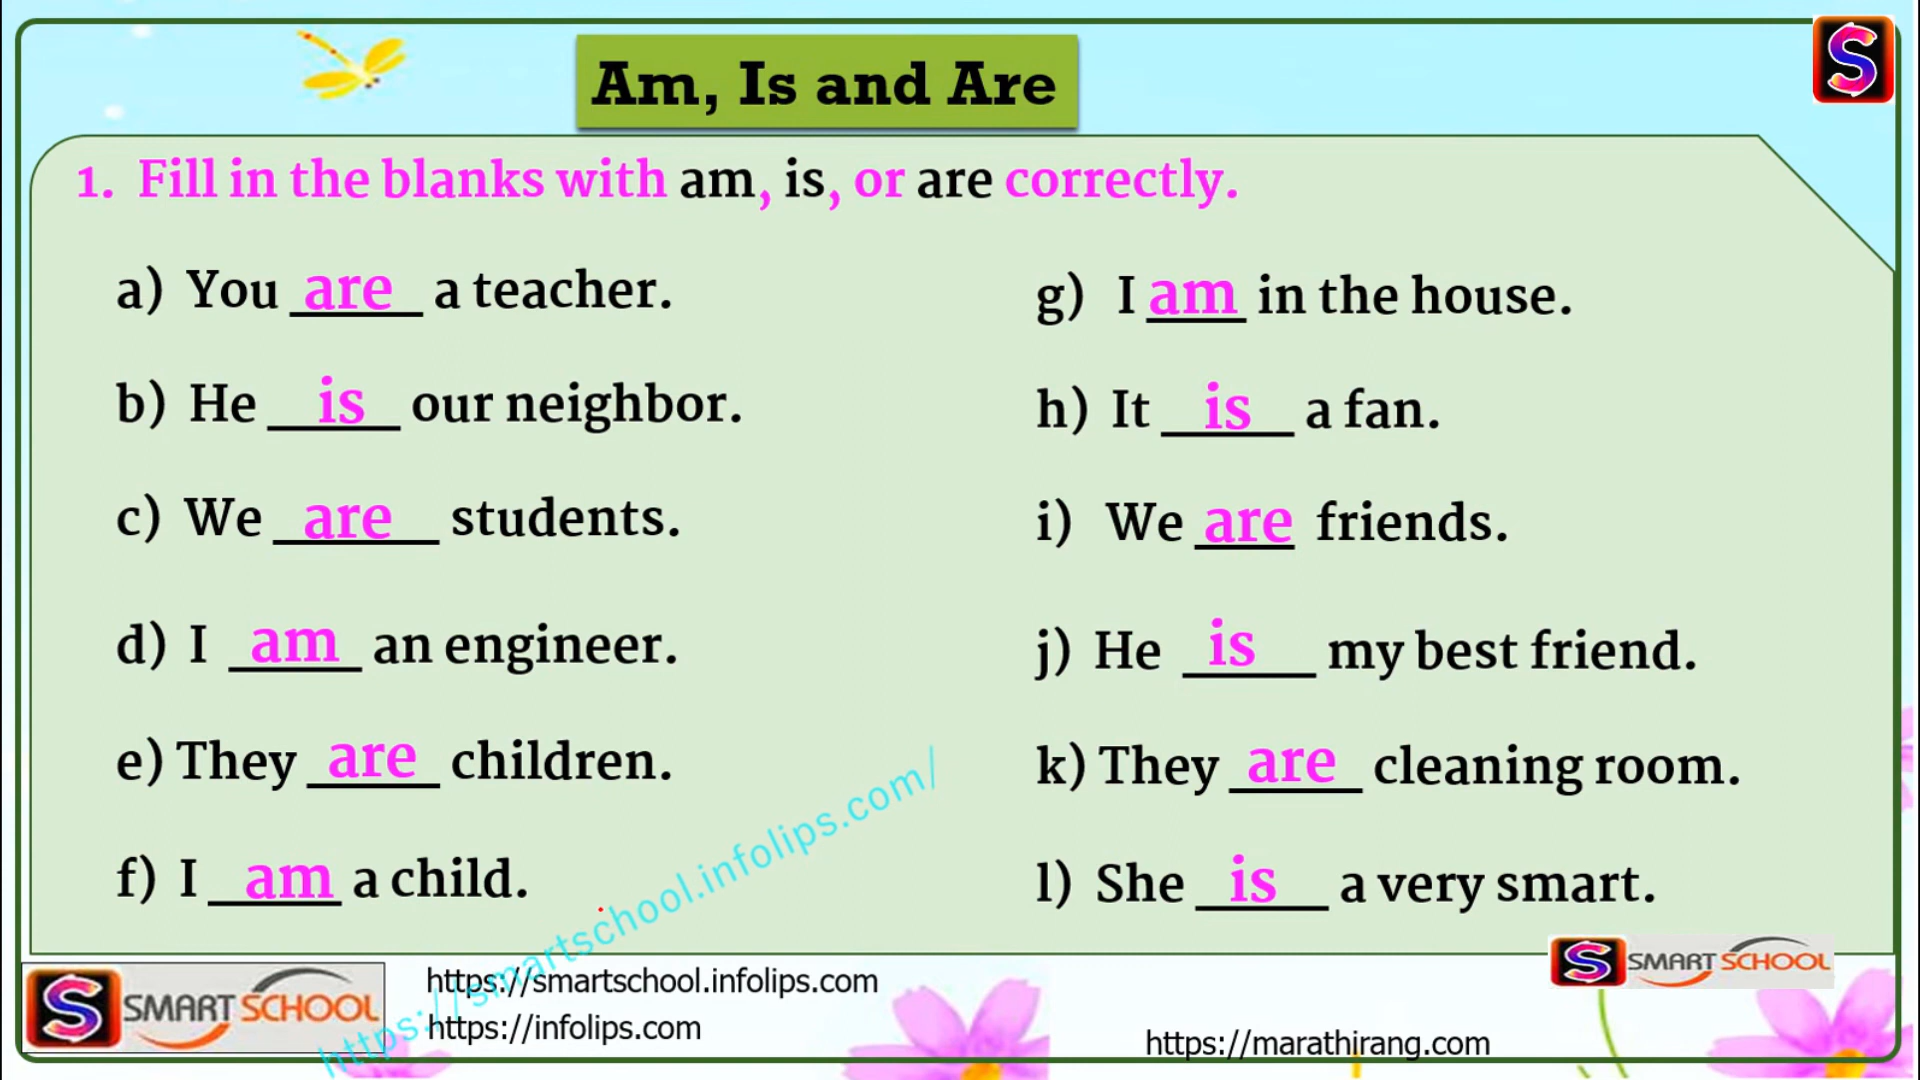 Am, Is and Are
S
1. Fill in the blanks with am, is, or are correctly.
a) You are a teacher.
b) He is our neighbor.
c) We are students.
d) I am an engineer.
e) They are children.
f) I am a child.
g) I am in the house.
h) It is a fan.
i) We are friends.
j) He is my best friend.
k) They are cleaning room.
l) She is a very smart.
https://smartschool.infolips.com/
S SMART SCHOOL
https://smartschool.infolips.com
https://infolips.com
https://marathirang.com
S SMART SCHOOL